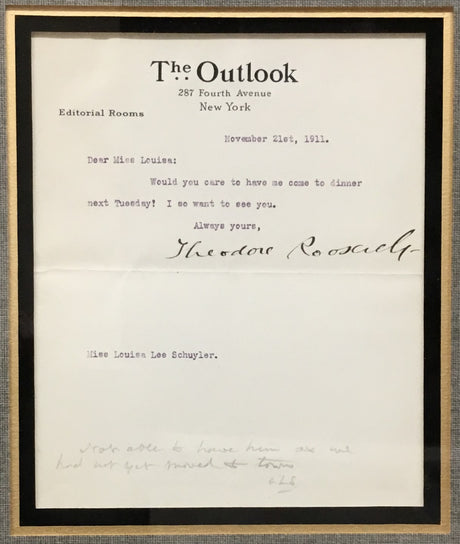 The Outlook
287 Fourth Avenue
New York
Editorial Rooms
November 21st, 1911.
Dear Miss Louisa:
Would you care to have me come to dinner
next Tuesday? I so want to see you.
Always yours,
Theodore Roosevelt
Miss Louisa Lee Schuyler.
Not able to have him as we
had not yet moved to town
L.L.S.